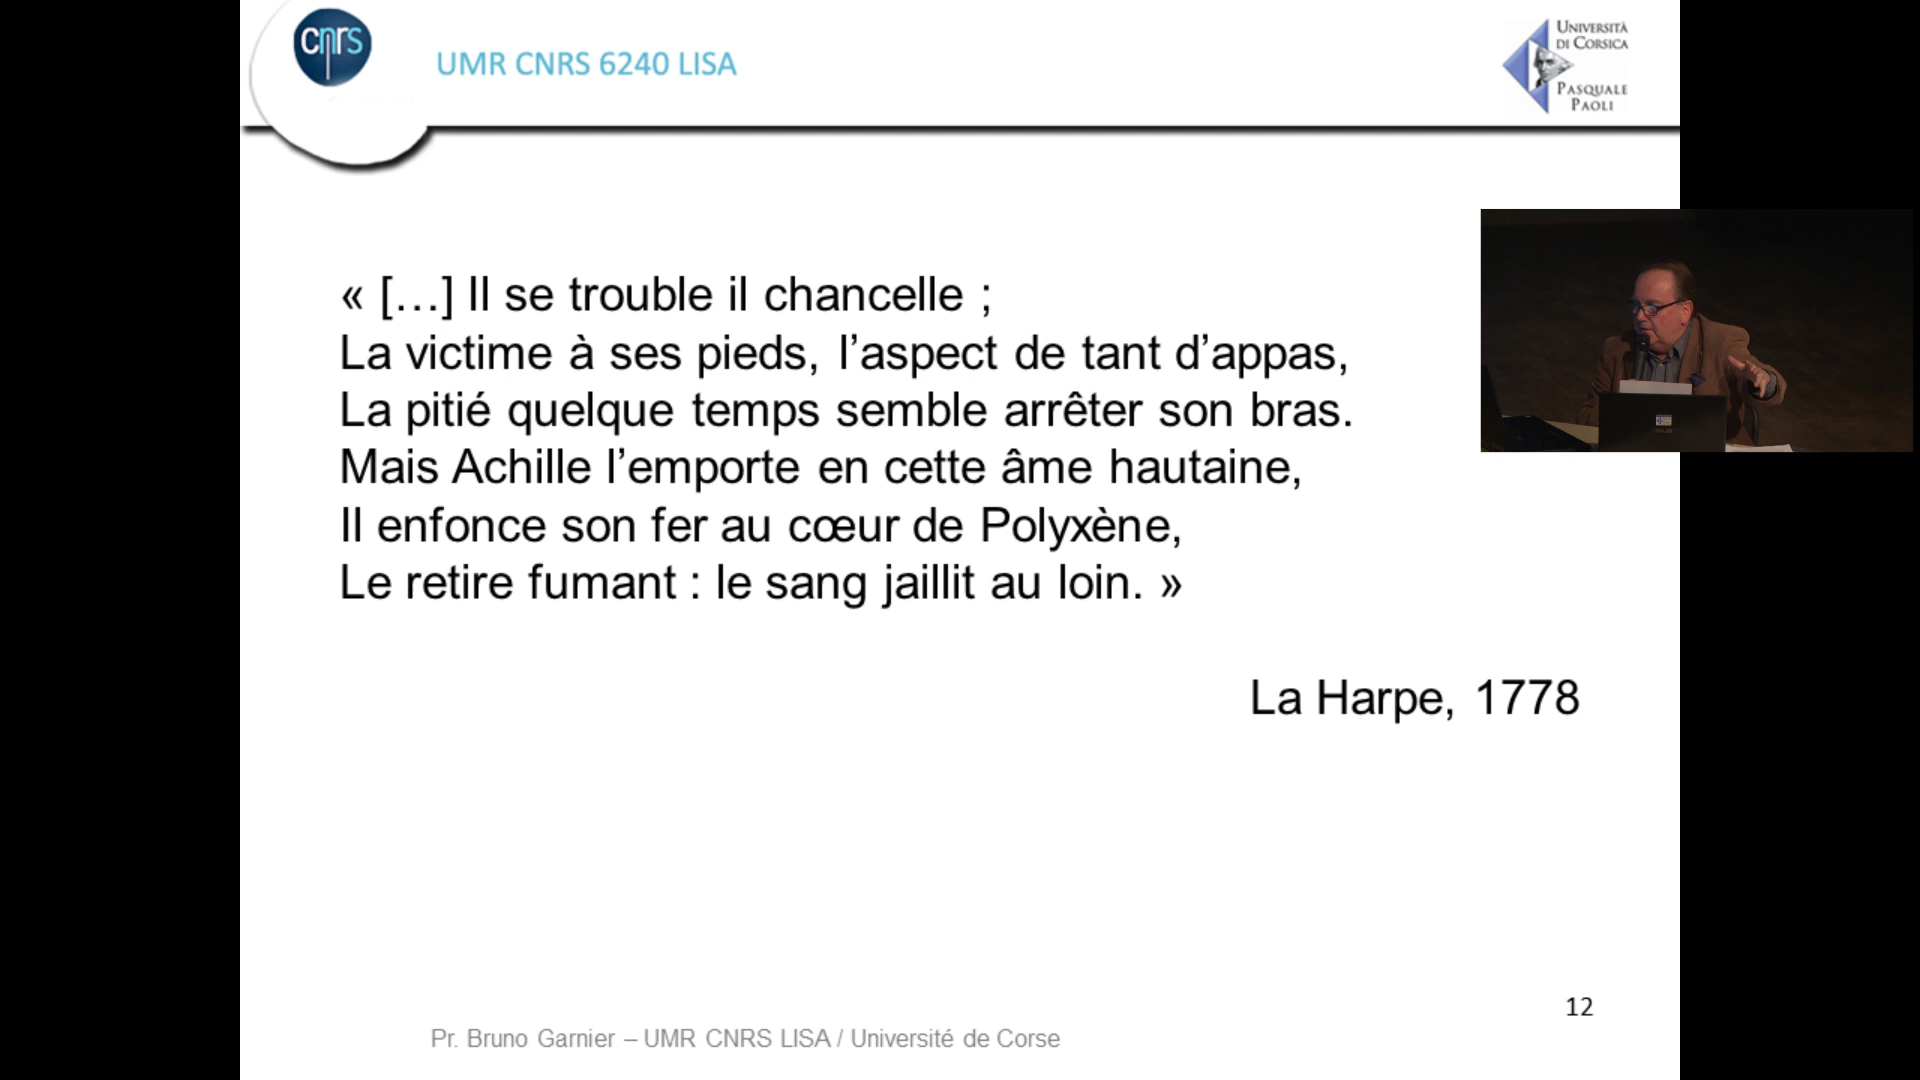 cnrs
UMR CNRS 6240 LISA
UNIVERSITÀ
DI CORSICA
PASQUALE
PAOLI
« […] Il se trouble il chancelle ;
La victime à ses pieds, l’aspect de tant d’appas,
La pitié quelque temps semble arrêter son bras.
Mais Achille l’emporte en cette âme hautaine,
Il enfonce son fer au cœur de Polyxène,
Le retire fumant : le sang jaillit au loin. »
La Harpe, 1778
12
Pr. Bruno Garnier – UMR CNRS LISA / Université de Corse